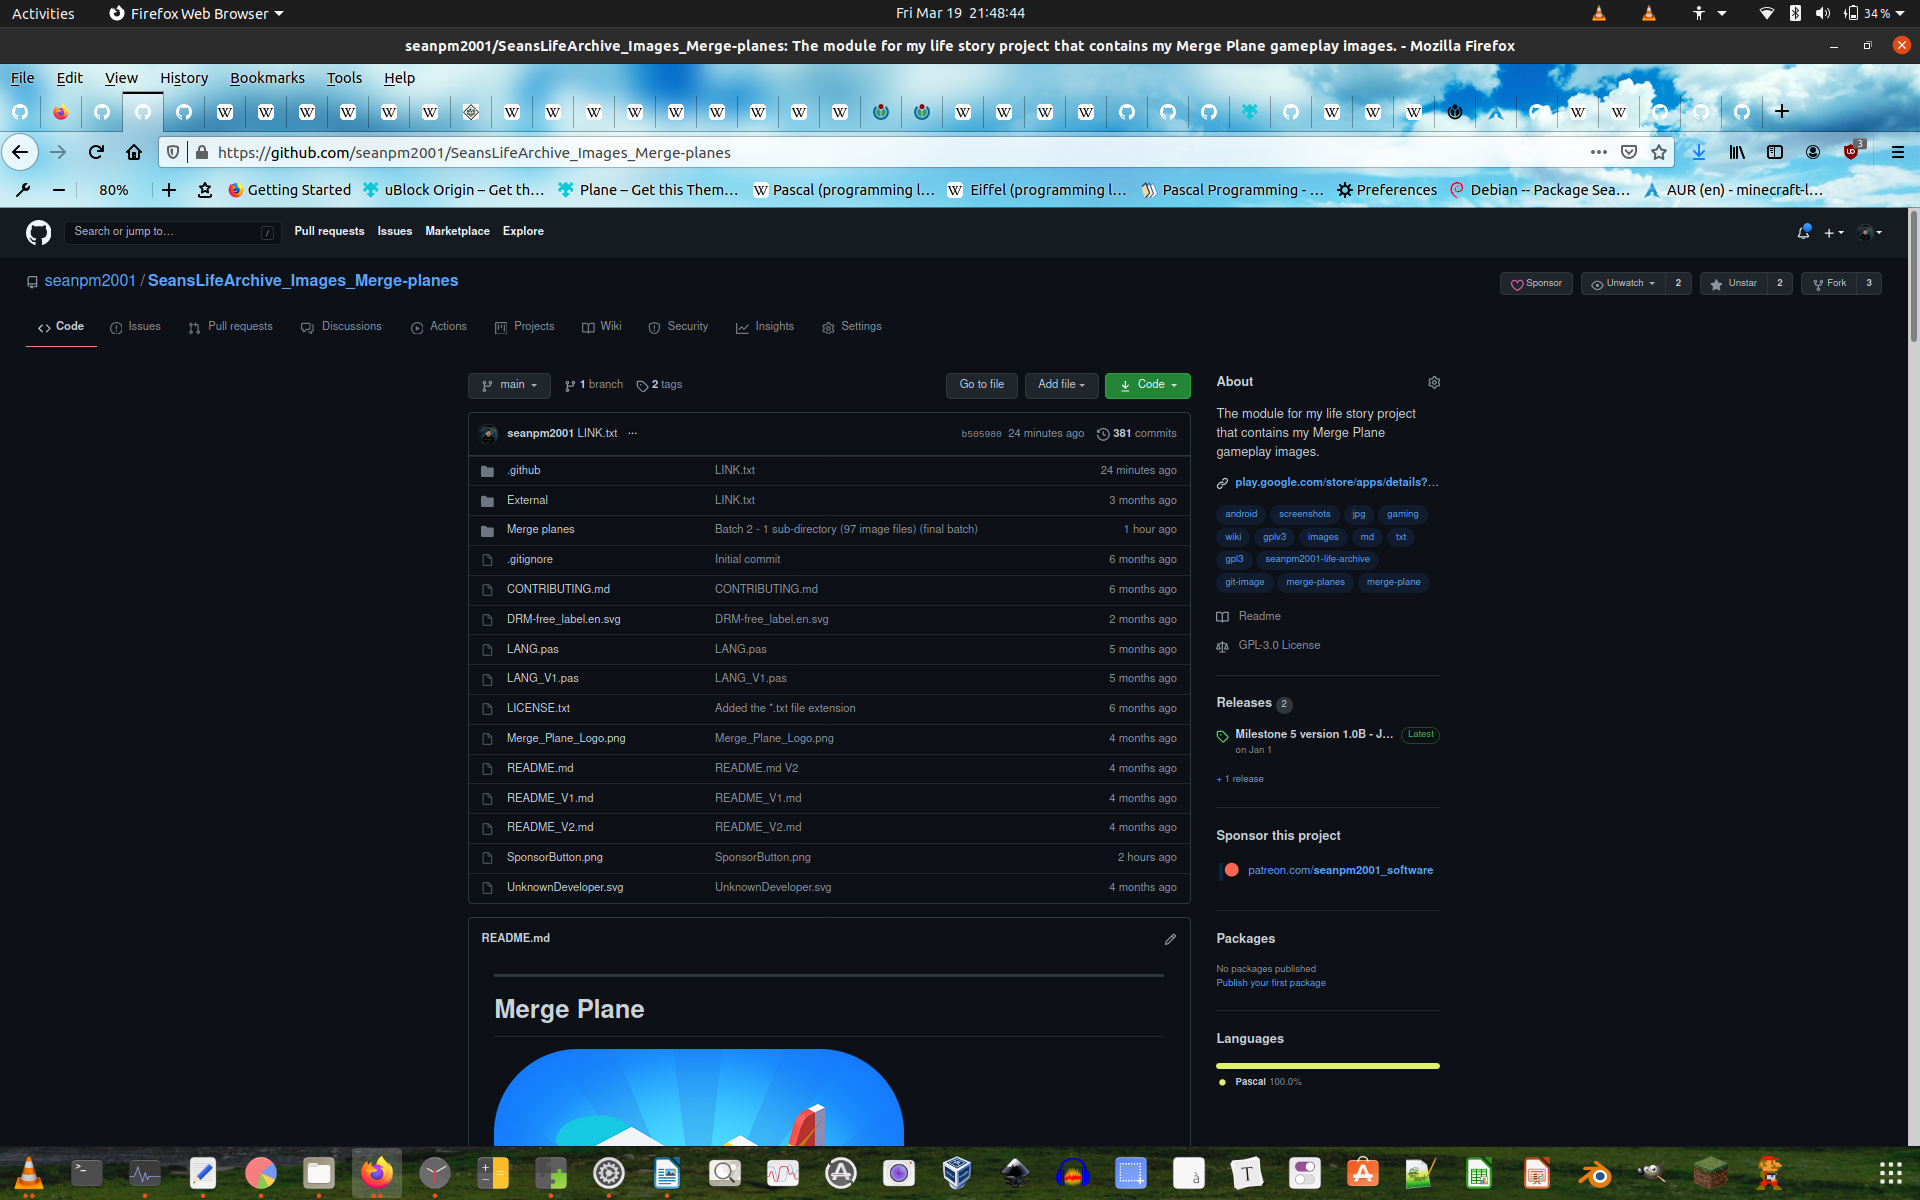 Activities Firefox Web Browser Fri Mar 19 21:48:44 34 %
seanpm2001/SeansLifeArchive_Images_Merge-planes: The module for my life story project that contains my Merge Plane gameplay images. - Mozilla Firefox
File Edit View History Bookmarks Tools Help
https://github.com/seanpm2001/SeansLifeArchive_Images_Merge-planes 3
80% Getting Started uBlock Origin – Get th… Plane – Get this Them… Pascal (programming l… Eiffel (programming l… Pascal Programming - … Preferences Debian -- Package Sea… AUR (en) - minecraft-l…
Search or jump to… / Pull requests Issues Marketplace Explore
seanpm2001 / SeansLifeArchive_Images_Merge-planes Sponsor Unwatch 2 Unstar 2 Fork 3
Code Issues Pull requests Discussions Actions Projects Wiki Security Insights Settings
main 1 branch 2 tags Go to file Add file Code
seanpm2001 LINK.txt ... b505980 24 minutes ago 381 commits
.github LINK.txt 24 minutes ago
External LINK.txt 3 months ago
Merge planes Batch 2 - 1 sub-directory (97 image files) (final batch) 1 hour ago
.gitignore Initial commit 6 months ago
CONTRIBUTING.md CONTRIBUTING.md 6 months ago
DRM-free_label.en.svg DRM-free_label.en.svg 2 months ago
LANG.pas LANG.pas 5 months ago
LANG_V1.pas LANG_V1.pas 5 months ago
LICENSE.txt Added the *.txt file extension 6 months ago
Merge_Plane_Logo.png Merge_Plane_Logo.png 4 months ago
README.md README.md V2 4 months ago
README_V1.md README_V1.md 4 months ago
README_V2.md README_V2.md 4 months ago
SponsorButton.png SponsorButton.png 2 hours ago
UnknownDeveloper.svg UnknownDeveloper.svg 4 months ago
README.md
Merge Plane
About
The module for my life story project
that contains my Merge Plane
gameplay images.
play.google.com/store/apps/details?…
android screenshots jpg gaming
wiki gplv3 images md txt
gpl3 seanpm2001-life-archive
git-image merge-planes merge-plane
Readme
GPL-3.0 License
Releases 2
Milestone 5 version 1.0B - J… Latest
on Jan 1
+ 1 release
Sponsor this project
patreon.com/seanpm2001_software
Packages
No packages published
Publish your first package
Languages
Pascal 100.0%